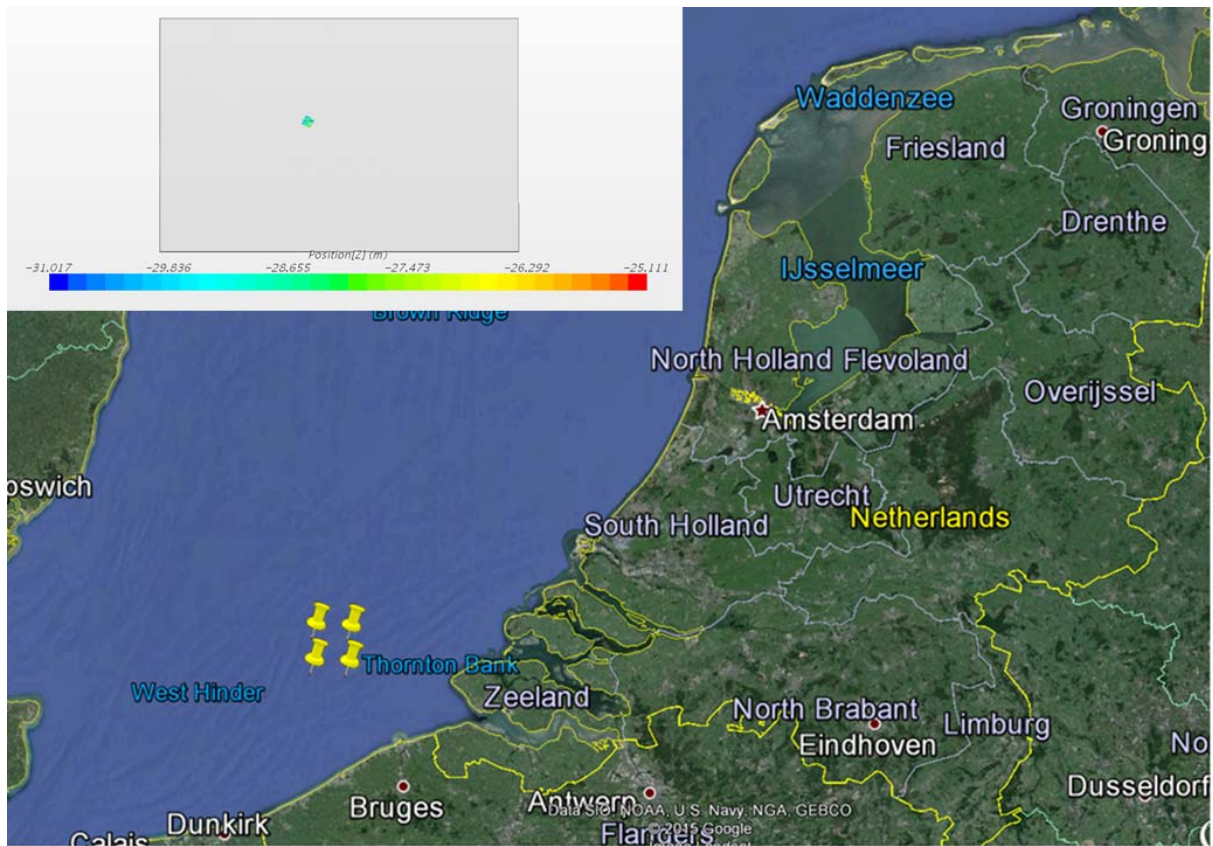 Position[Z] (m)
-31.017 -29.836 -28.655 -27.473 -26.292 -25.111
Waddenzee
Groningen
Groning
Friesland
Drenthe
IJsselmeer
Brown Ridge
North Holland Flevoland
Overijssel
Amsterdam
oswich
Utrecht
Netherlands
South Holland
Thornton Bank
West Hinder
Zeeland
North Brabant
Limburg
Eindhoven
No
Dusseldorf
Bruges
Antwerp
Data SIO, NOAA, U.S. Navy, NGA, GEBCO
Dunkirk
Flanders
© 2015 Google
Calais